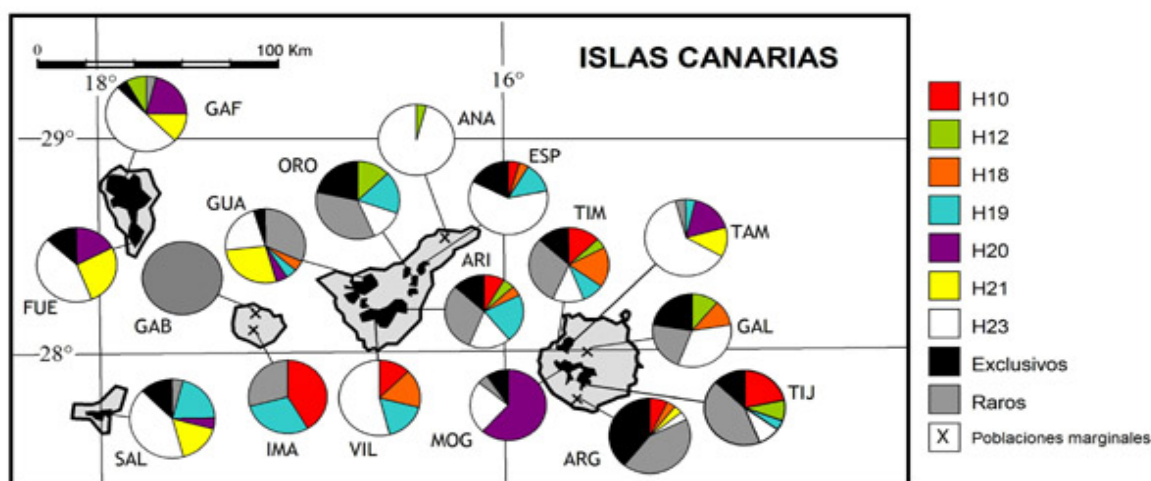 0 100 Km
ISLAS CANARIAS
18° 16°
GAF
ANA
29°
ORO ESP
GUA TIM
TAM
ARI
FUE GAB GAL
28°
TIJ
SAL IMA VIL MOG ARG
H10
H12
H18
H19
H20
H21
H23
Exclusivos
Raros
X Poblaciones marginales
X
X
X
X
X